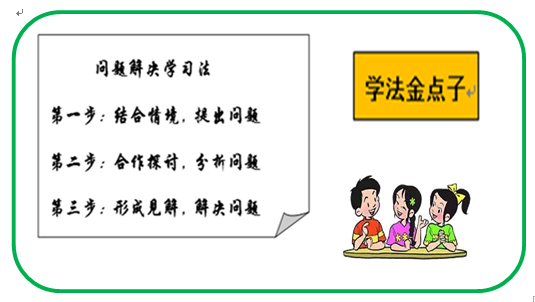 问题解决学习法
第一步：结合情境，提出问题
第二步：合作探讨，分析问题
第三步：形成见解，解决问题
学法金点子